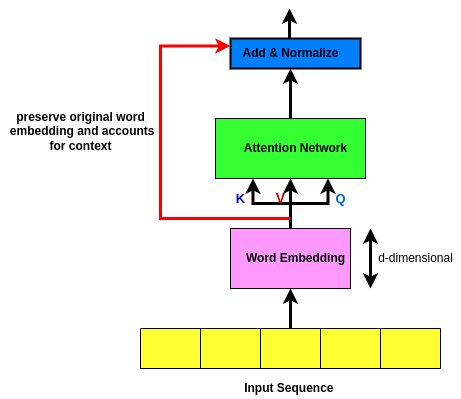 Add & Normalize
preserve original word
embedding and accounts
for context
Attention Network
K
V
Q
Word Embedding
d-dimensional
Input Sequence